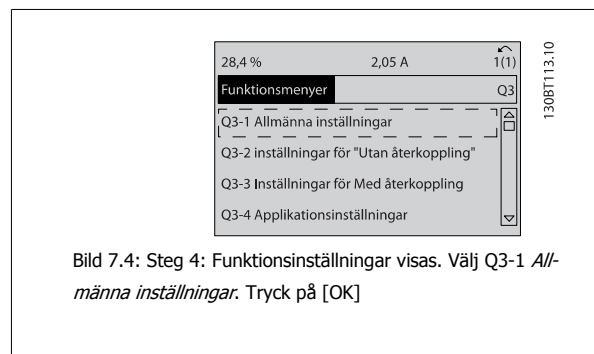 28,4 % 2,05 A 1(1)
Funktionsmenyer Q3
Q3-1 Allmänna inställningar
Q3-2 inställningar för "Utan återkoppling"
Q3-3 Inställningar för Med återkoppling
Q3-4 Applikationsinställningar
130BT113.10
Bild 7.4: Steg 4: Funktionsinställningar visas. Välj Q3-1 All-
männa inställningar. Tryck på [OK]